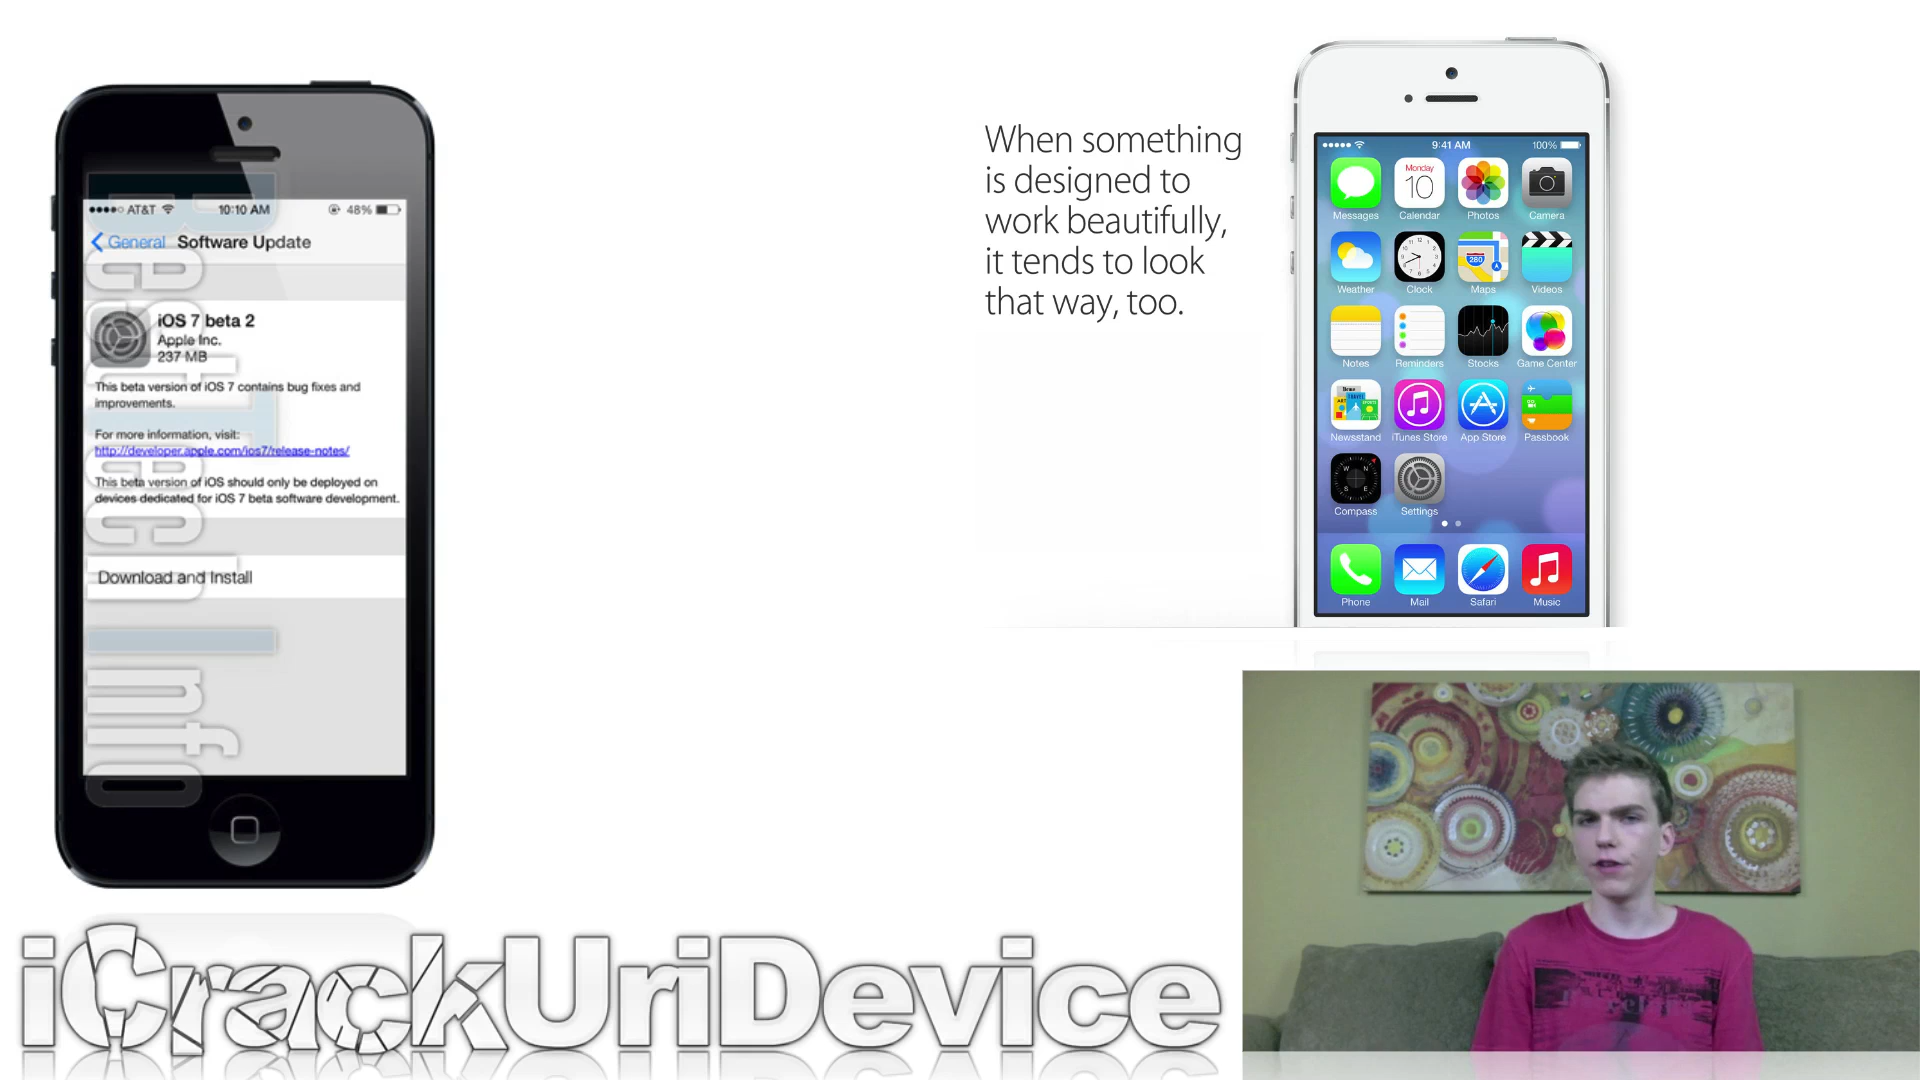 ●●●●○ AT&T 10:10 AM 48%
General Software Update
iOS 7 beta 2
Apple Inc.
237 MB
This beta version of iOS 7 contains bug fixes and
improvements.
For more information, visit:
http://developer.apple.com/ios7/release-notes/
This beta version of iOS should only be deployed on
devices dedicated for iOS 7 beta software development.
Download and Install
When something
is designed to
work beautifully,
it tends to look
that way, too.
9:41 AM 100%
Monday
10
Messages Calendar Photos Camera
280
Weather Clock Maps Videos
Notes Reminders Stocks Game Center
Newsstand iTunes Store App Store Passbook
N
W E
S
Compass Settings
Phone Mail Safari Music
iCrackUriDevice